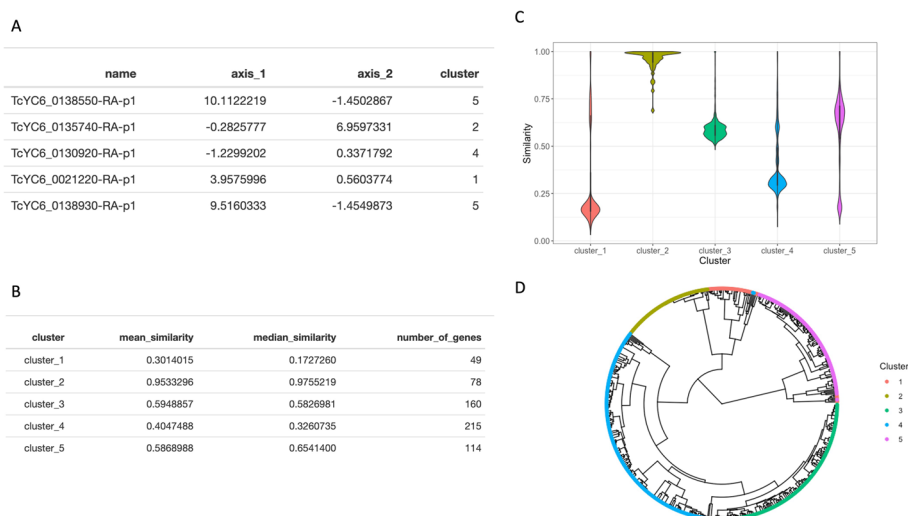 A
name axis_1 axis_2 cluster
TcYC6_0138550-RA-p1 10.1122219 -1.4502867 5
TcYC6_0135740-RA-p1 -0.2825777 6.9597331 2
TcYC6_0130920-RA-p1 -1.2299202 0.3371792 4
TcYC6_0021220-RA-p1 3.9575996 0.5603774 1
TcYC6_0138930-RA-p1 9.5160333 -1.4549873 5
B
cluster mean_similarity median_similarity number_of_genes
cluster_1 0.3014015 0.1727260 49
cluster_2 0.9533296 0.9755219 78
cluster_3 0.5948857 0.5826981 160
cluster_4 0.4047488 0.3260735 215
cluster_5 0.5868988 0.6541400 114
C
1.00
0.75
0.50
0.25
0.00
Similarity
cluster_1 cluster_2 cluster_3 cluster_4 cluster_5
Cluster
D
Cluster
1
2
3
4
5